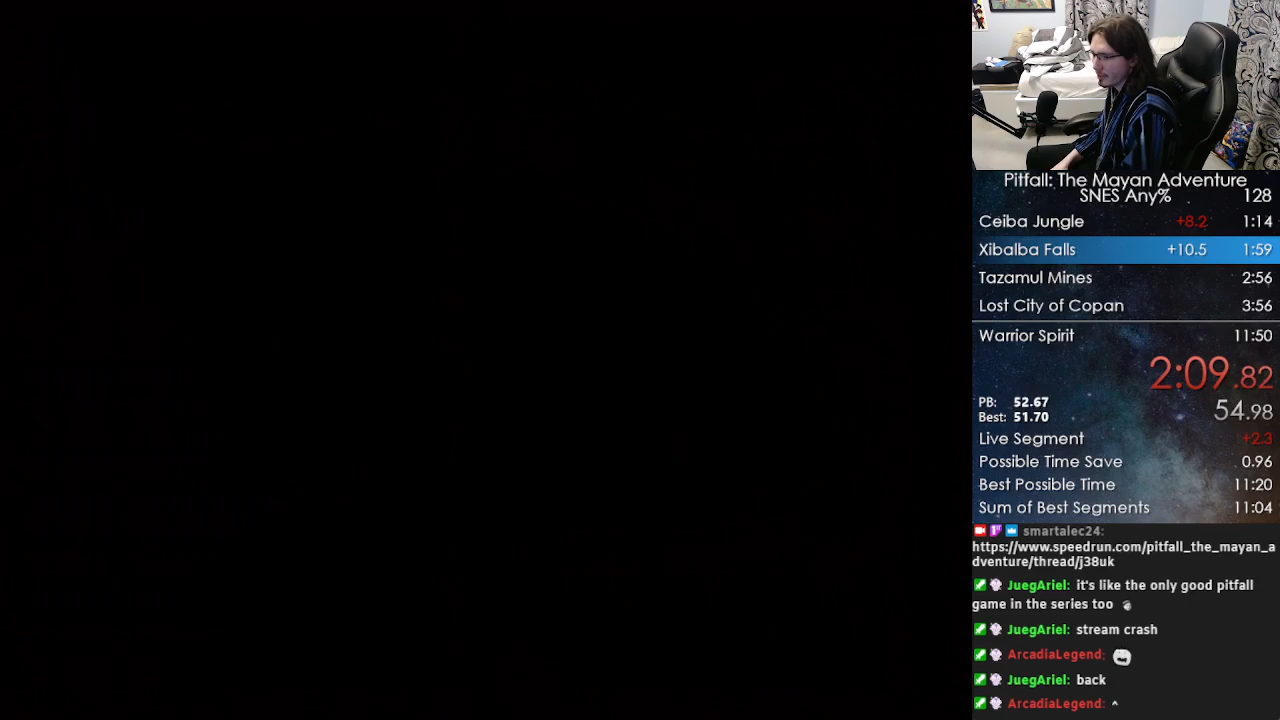 Pitfall: The Mayan Adventure
SNES Any% 128
Ceiba Jungle +8.2 1:14
Xibalba Falls +10.5 1:59
Tazamul Mines 2:56
Lost City of Copan 3:56
Warrior Spirit 11:50
2:09.82
PB: 52.67
54.98
Best: 51.70
Live Segment +2.3
Possible Time Save 0.96
Best Possible Time 11:20
Sum of Best Segments 11:04
smartalec24:
https://www.speedrun.com/pitfall_the_mayan_a
dventure/thread/j38uk
JuegAriel: it's like the only good pitfall
game in the series too
JuegAriel: stream crash
ArcadiaLegend:
JuegAriel: back
ArcadiaLegend: ^